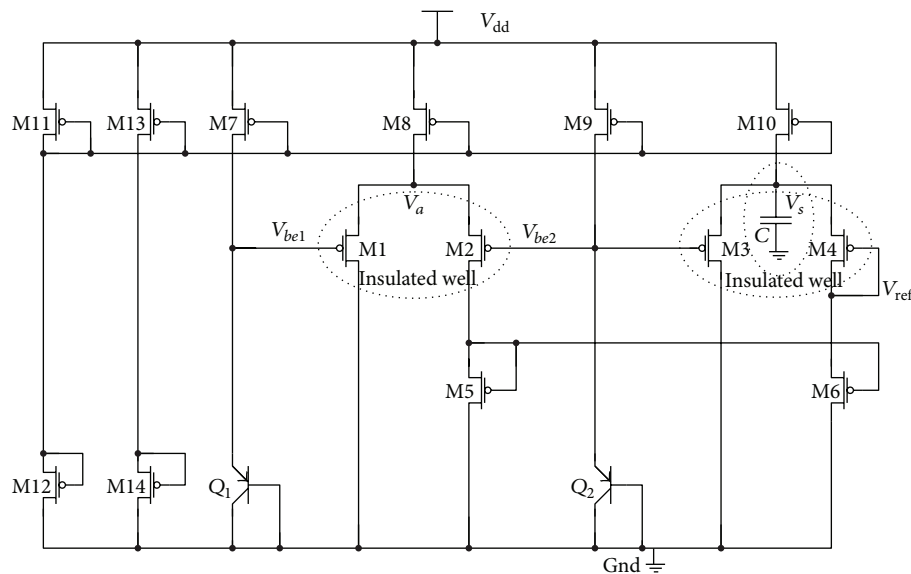 V_dd
M11
M13
M7
M8
M9
M10
V_a
V_s
V_be1
M1
M2
V_be2
M3
C
M4
Insulated well
Insulated well
V_ref
M5
M6
M12
M14
Q_1
Q_2
Gnd